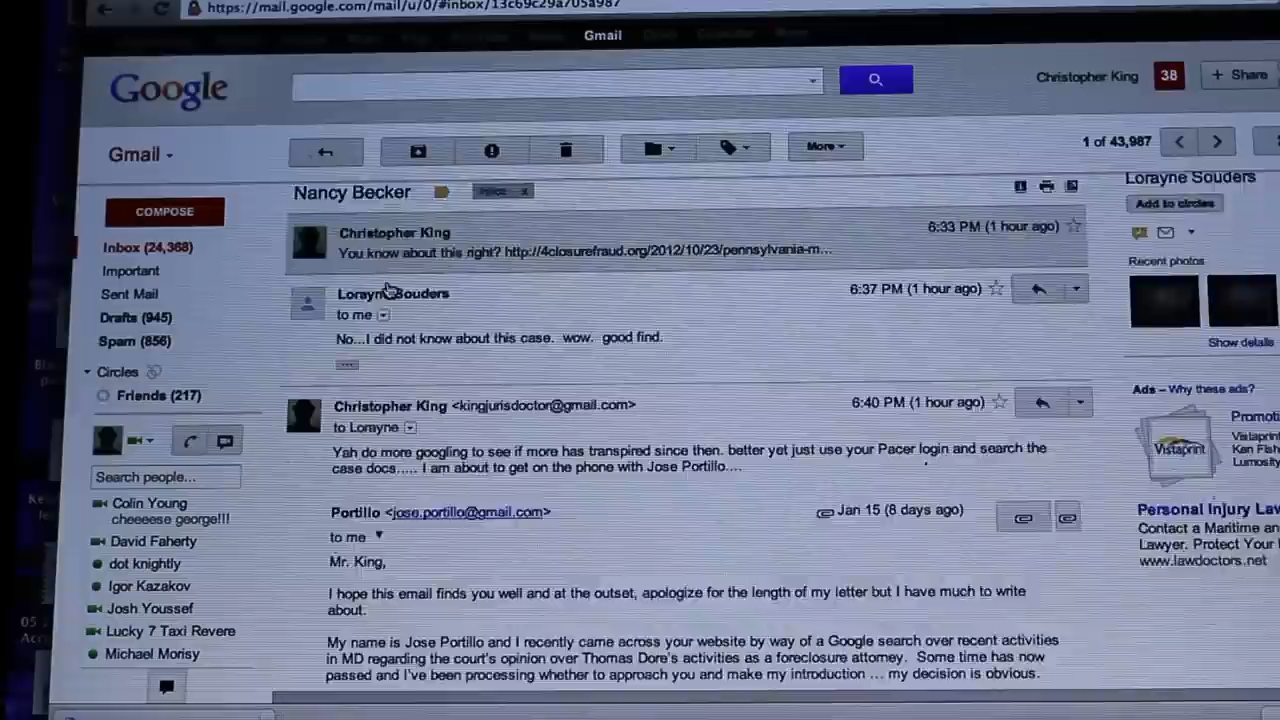 https://mail.google.com/mail/u/0/#inbox/13c69c29a705a987
Gmail
Google
Christopher King 38 + Share
Gmail
More
1 of 43,987
Nancy Becker
Lorayne Souders
Add to circles
COMPOSE
Inbox (24,368)
Important
Sent Mail
Drafts (945)
Spam (856)
Circles
Friends (217)
Search people...
Colin Young
cheeeese george!!!
David Faherty
dot knightly
Igor Kazakov
Josh Youssef
Lucky 7 Taxi Revere
Michael Morisy
Christopher King 6:33 PM (1 hour ago)
You know about this right? http://4closurefraud.org/2012/10/23/pennsylvania-m...
Lorayne Souders 6:37 PM (1 hour ago)
to me
No...I did not know about this case. wow. good find.
Christopher King <kingjurisdoctor@gmail.com> 6:40 PM (1 hour ago)
to Lorayne
Yah do more googling to see if more has transpired since then. better yet just use your Pacer login and search the
case docs..... I am about to get on the phone with Jose Portillo....
Portillo <jose.portillo@gmail.com> Jan 15 (8 days ago)
to me
Mr. King,
I hope this email finds you well and at the outset, apologize for the length of my letter but I have much to write
about.
My name is Jose Portillo and I recently came across your website by way of a Google search over recent activities
in MD regarding the court's opinion over Thomas Dore's activities as a foreclosure attorney. Some time has now
passed and I've been processing whether to approach you and make my introduction ... my decision is obvious.
Recent photos
Show details
Ads – Why these ads?
Vistaprint
Promoti
Vistaprint
Ken Fish
Lumosity
Personal Injury Law
Contact a Maritime an
Lawyer. Protect Your
www.lawdoctors.net